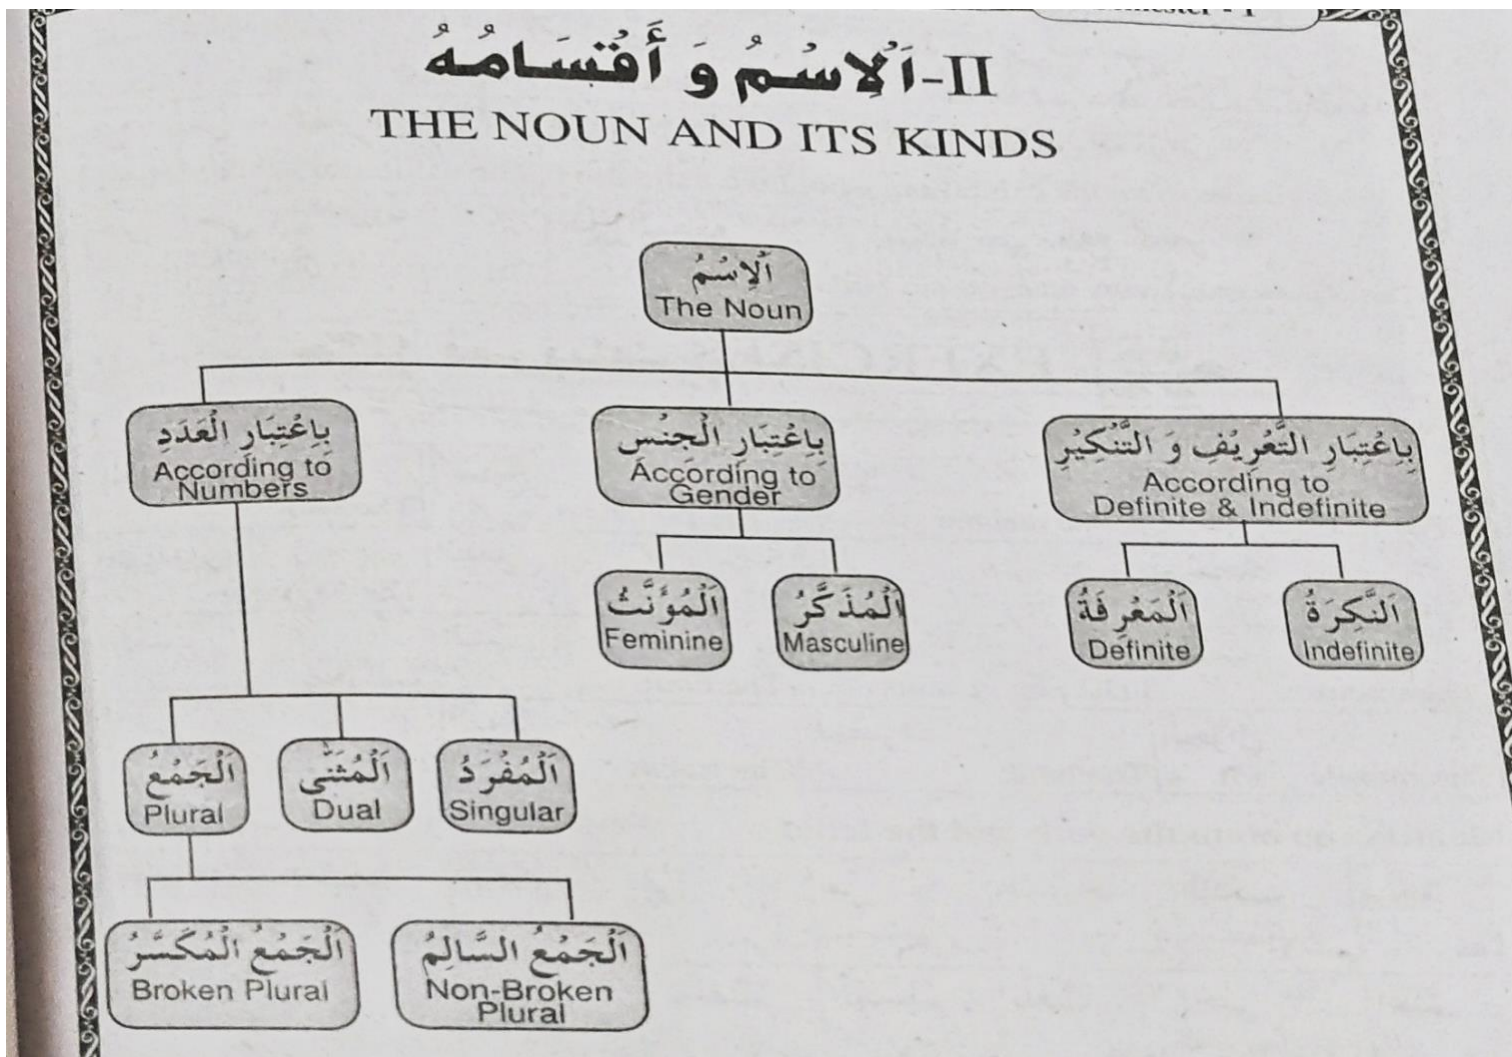 II-اَلْاِسْمُ وَ أَقْسَامُهُ
THE NOUN AND ITS KINDS
اَلْاِسْمُ
The Noun
بِاعْتِبَارِ الْعَدَدِ
According to
Numbers
بِاعْتِبَارِ الْجِنْسِ
According to
Gender
بِاعْتِبَارِ التَّعْرِيْفِ وَ التَّنْكِيْرِ
According to
Definite & Indefinite
اَلْمُؤَنَّثُ
Feminine
اَلْمُذَكَّرُ
Masculine
اَلْمَعْرِفَةُ
Definite
اَلنَّكِرَةُ
Indefinite
اَلْجَمْعُ
Plural
اَلْمُثَنّٰى
Dual
اَلْمُفْرَدُ
Singular
اَلْجَمْعُ الْمُكَسَّرُ
Broken Plural
اَلْجَمْعُ السَّالِمُ
Non-Broken
Plural